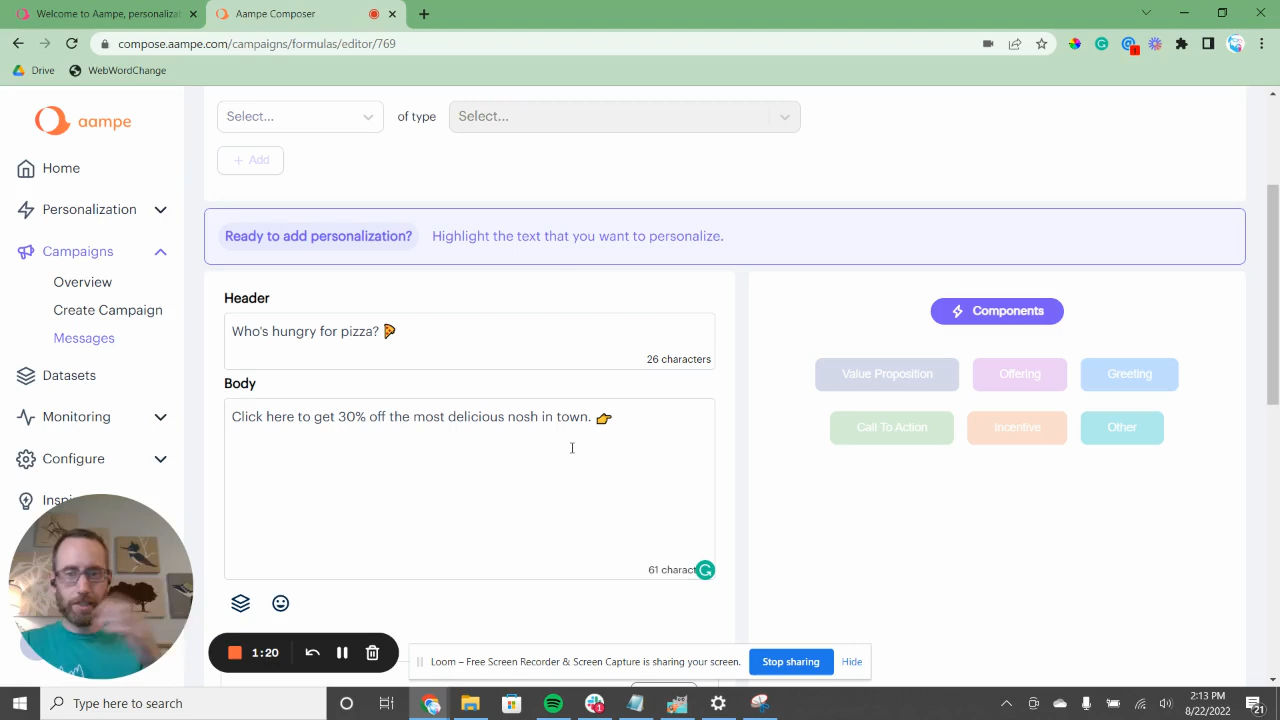 Welcome to Aampe, personaliza
Aampe Composer
compose.aampe.com/campaigns/formulas/editor/769
Drive
WebWordChange
aampe
Home
Personalization
Campaigns
Overview
Create Campaign
Messages
Datasets
Monitoring
Configure
Inspi
Select...
of type
Select...
+ Add
Ready to add personalization?
Highlight the text that you want to personalize.
Header
Who's hungry for pizza? 🍕
26 characters
Body
Click here to get 30% off the most delicious nosh in town. 👉
61 charact
Components
Value Proposition
Offering
Greeting
Call To Action
Incentive
Other
1:20
Loom – Free Screen Recorder & Screen Capture is sharing your screen.
Stop sharing
Hide
Type here to search
2:13 PM
8/22/2022
21